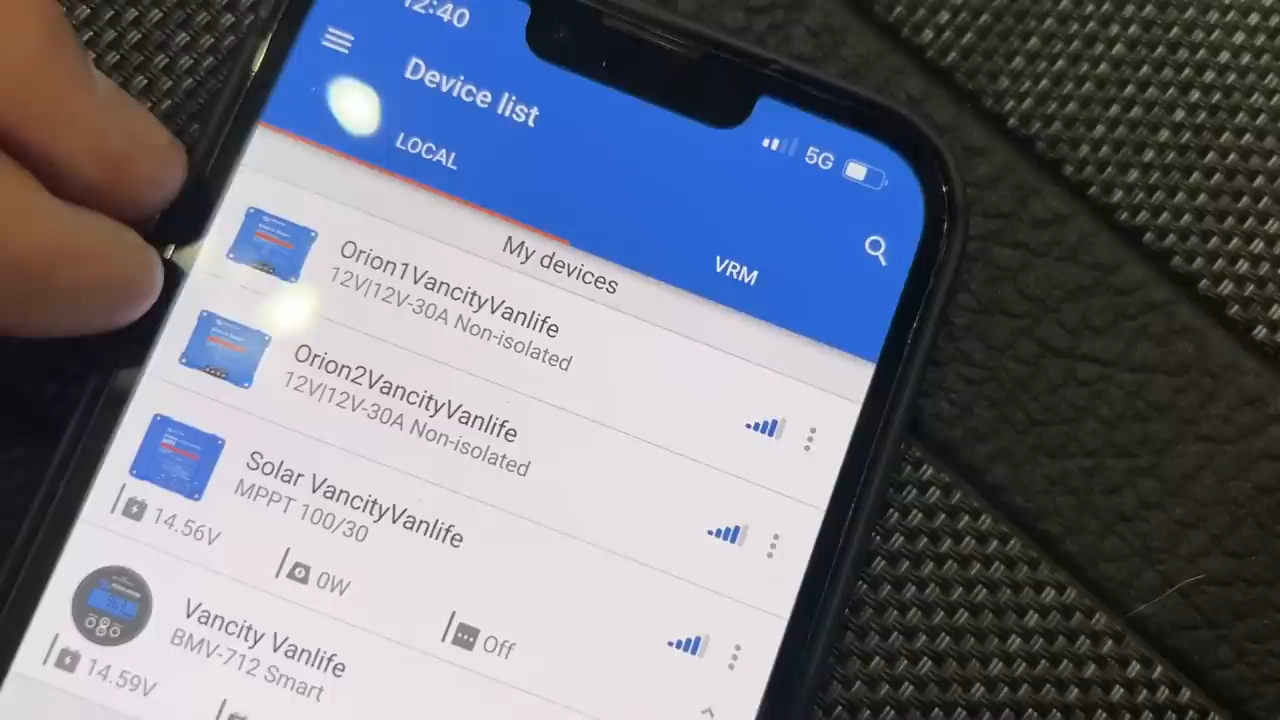 12:40
5G
Device list
LOCAL
VRM
My devices
Orion1VancityVanlife
12V|12V-30A Non-isolated
Orion2VancityVanlife
12V|12V-30A Non-isolated
Solar VancityVanlife
MPPT 100/30
14.56V
0W
Off
Vancity Vanlife
BMV-712 Smart
14.59V